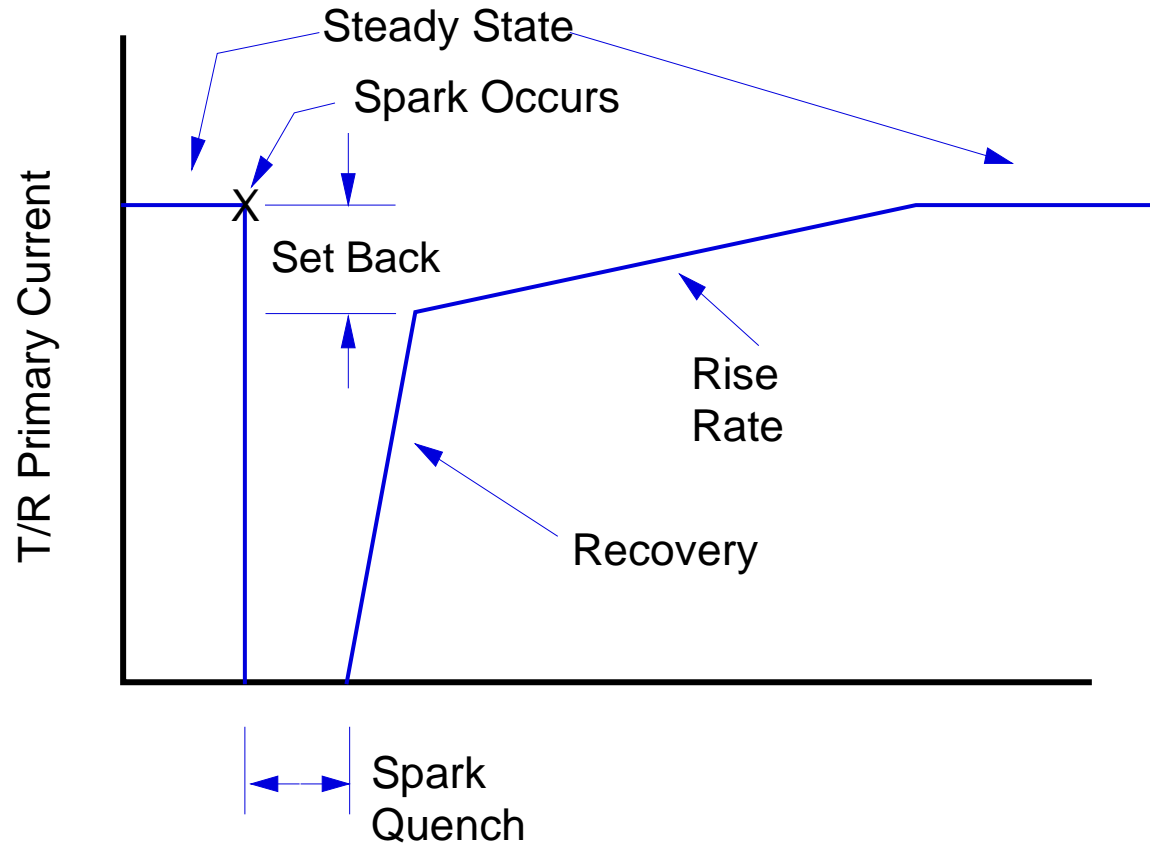 Steady State
Spark Occurs
X
Set Back
T/R Primary Current
Rise
Rate
Recovery
Spark
Quench